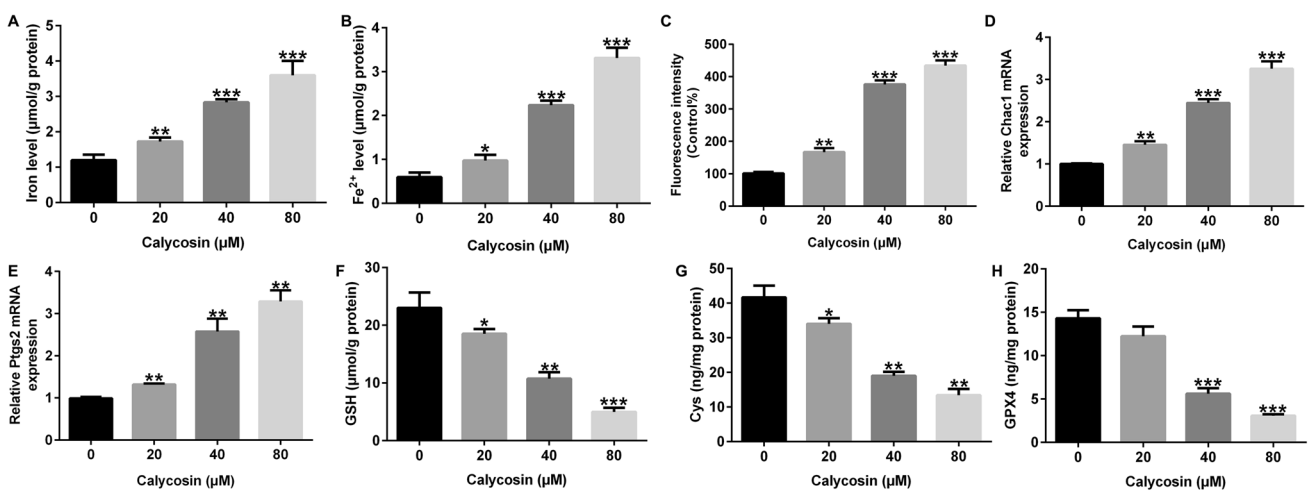 A
Iron level (μmol/g protein)
5
4
3
2
1
0
**
***
***
0 20 40 80
Calycosin (μM)
B
Fe2+ level (μmol/g protein)
4
3
2
1
0
*
***
***
0 20 40 80
Calycosin (μM)
C
Fluorescence intensity
(Control%)
500
400
300
200
100
0
**
***
***
0 20 40 80
Calycosin (μM)
D
Relative Chac1 mRNA
expression
4
3
2
1
0
**
***
***
0 20 40 80
Calycosin (μM)
E
Relative Ptgs2 mRNA
expression
4
3
2
1
0
**
**
**
0 20 40 80
Calycosin (μM)
F
GSH (μmol/g protein)
30
20
10
0
*
**
***
0 20 40 80
Calycosin (μM)
G
Cys (ng/mg protein)
50
40
30
20
10
0
*
**
**
0 20 40 80
Calycosin (μM)
H
GPX4 (ng/mg protein)
20
15
10
5
0
***
***
0 20 40 80
Calycosin (μM)